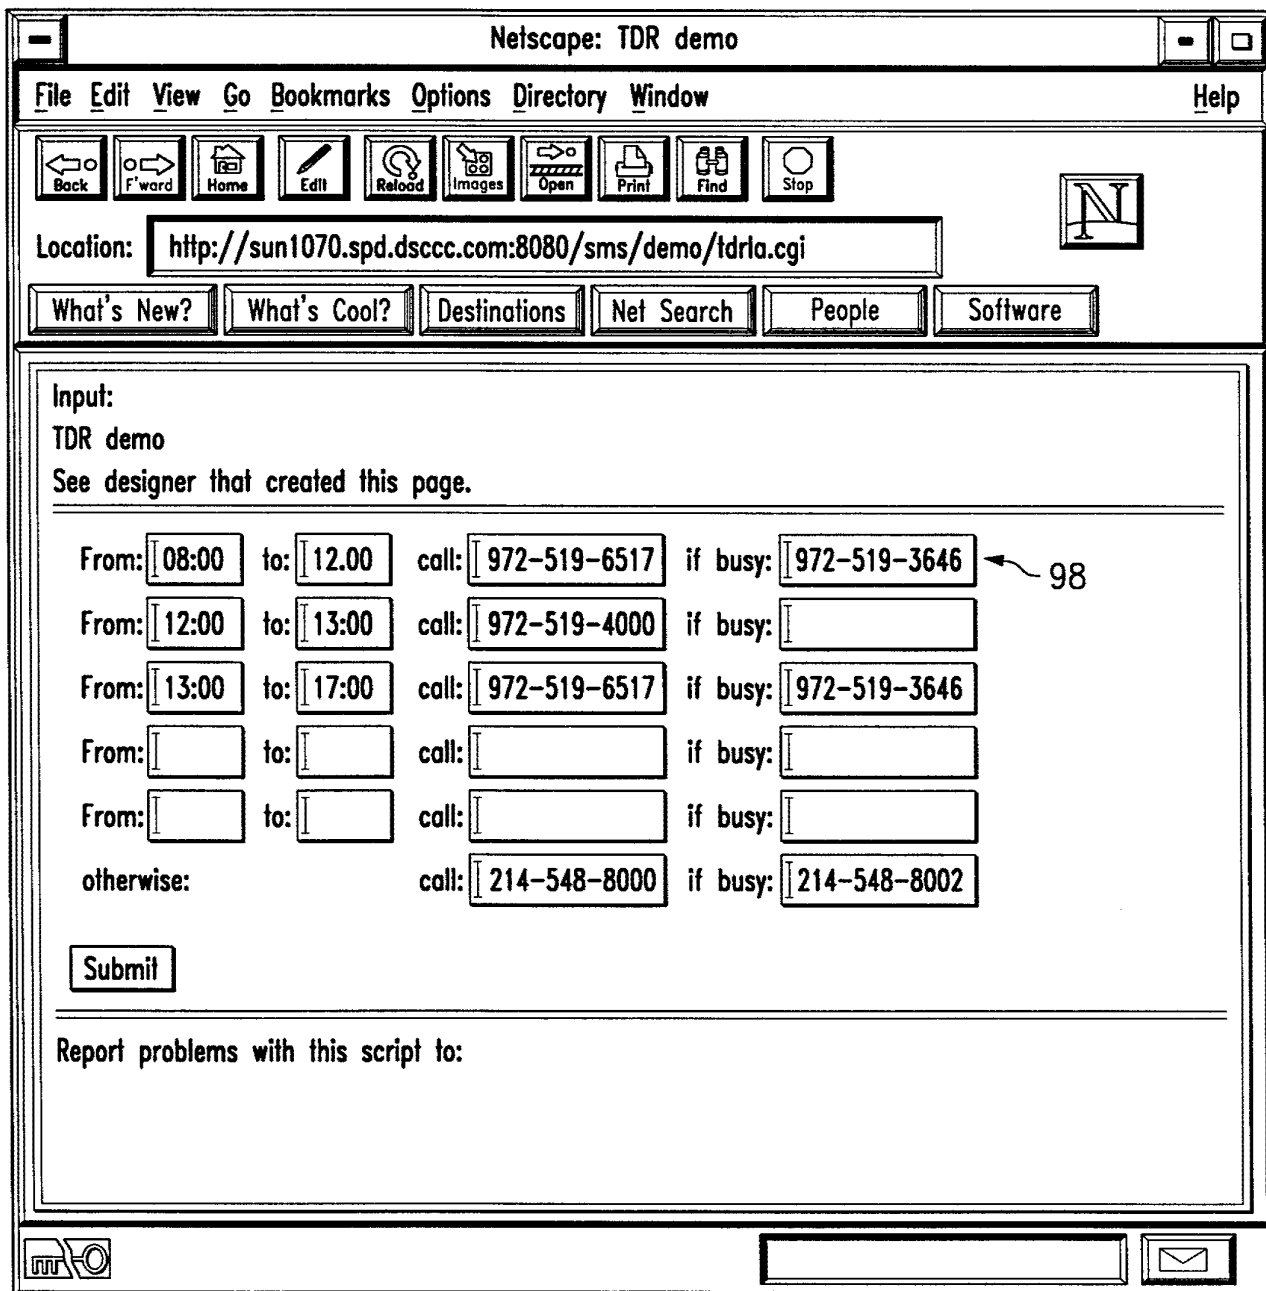 Netscape: TDR demo
File Edit View Go Bookmarks Options Directory Window Help
Back F'ward Home Edit Reload Images Open Print Find Stop
N
Location: http://sun1070.spd.dsccc.com:8080/sms/demo/tdrla.cgi
What's New? What's Cool? Destinations Net Search People Software
Input:
TDR demo
See designer that created this page.
From: 08:00 to: 12.00 call: 972-519-6517 if busy: 972-519-3646 98
From: 12:00 to: 13:00 call: 972-519-4000 if busy:
From: 13:00 to: 17:00 call: 972-519-6517 if busy: 972-519-3646
From: to: call: if busy:
From: to: call: if busy:
otherwise: call: 214-548-8000 if busy: 214-548-8002
Submit
Report problems with this script to: